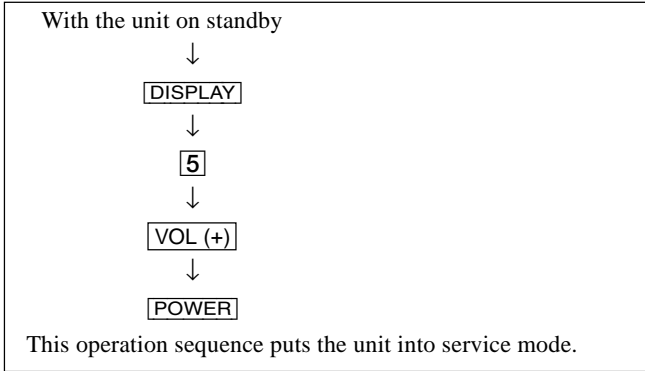 With the unit on standby
↓
DISPLAY
↓
5
↓
VOL (+)
↓
POWER
This operation sequence puts the unit into service mode.